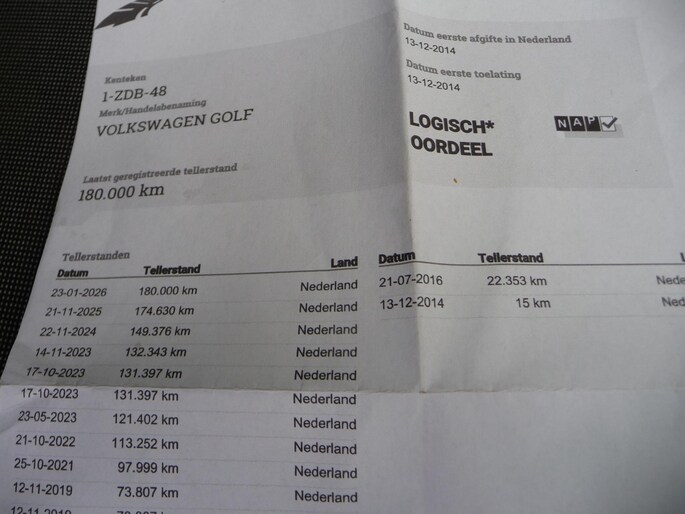 Datum eerste afgifte in Nederland
13-12-2014
Datum eerste toelating
13-12-2014
Kenteken
1-ZDB-48
Merk/Handelsbenaming
VOLKSWAGEN GOLF
LOGISCH*
OORDEEL
NAP
Laatst geregistreerde tellerstand
180.000 km
Tellerstanden
Datum Tellerstand Land
23-01-2026 180.000 km Nederland
21-11-2025 174.630 km Nederland
22-11-2024 149.376 km Nederland
14-11-2023 132.343 km Nederland
17-10-2023 131.397 km Nederland
17-10-2023 131.397 km Nederland
23-05-2023 121.402 km Nederland
21-10-2022 113.252 km Nederland
25-10-2021 97.999 km Nederland
12-11-2019 73.807 km Nederland
12-11-2019
Datum Tellerstand L
21-07-2016 22.353 km Nede
13-12-2014 15 km Ned